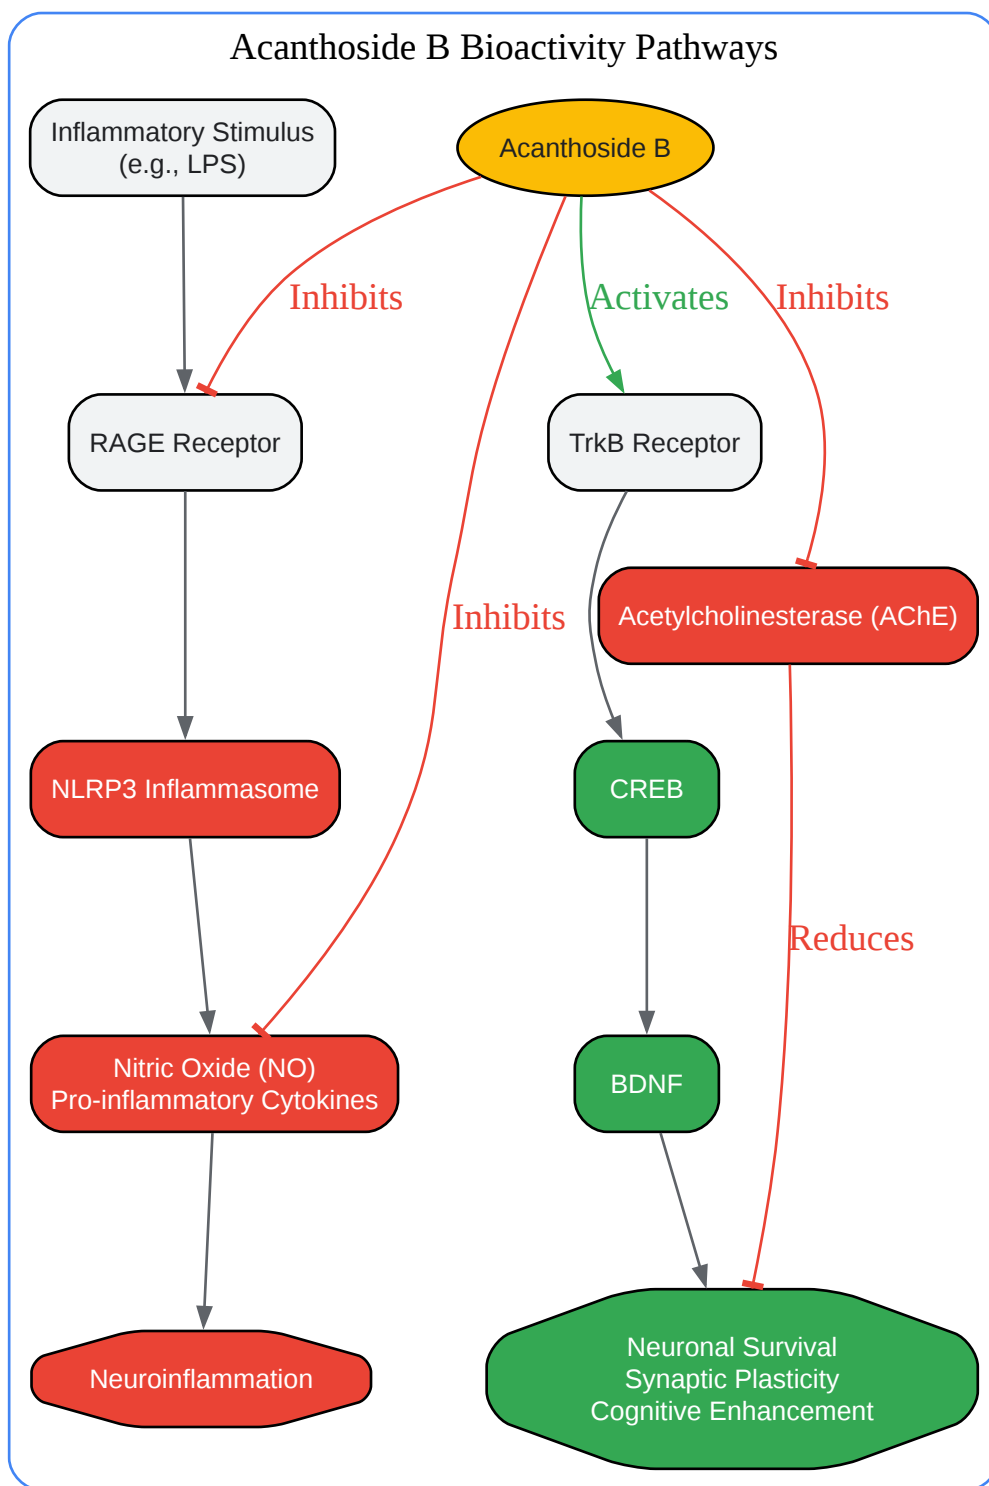 Acanthoside B Bioactivity Pathways
Inflammatory Stimulus
(e.g., LPS)
Acanthoside B
Inhibits
Activates
Inhibits
RAGE Receptor
TrkB Receptor
Inhibits
Acetylcholinesterase (AChE)
NLRP3 Inflammasome
CREB
Reduces
Nitric Oxide (NO)
Pro-inflammatory Cytokines
BDNF
Neuroinflammation
Neuronal Survival
Synaptic Plasticity
Cognitive Enhancement